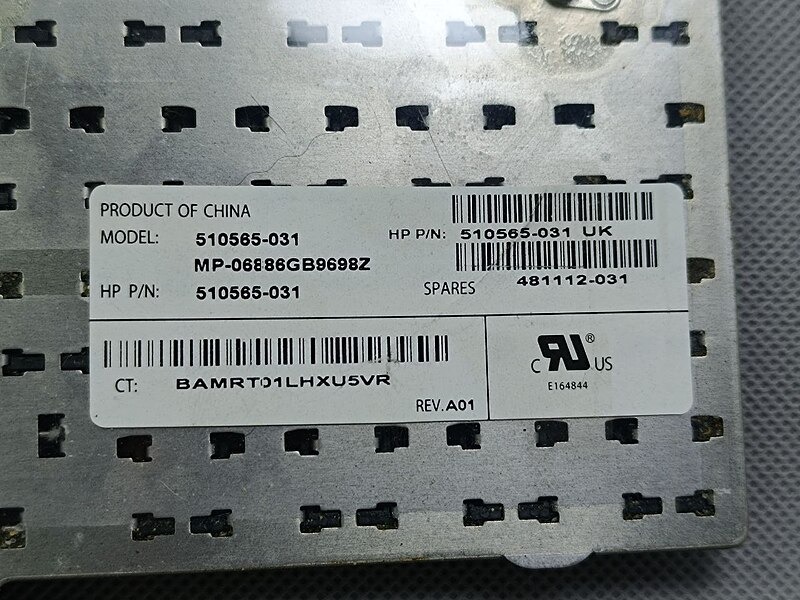 PRODUCT OF CHINA
MODEL: 510565-031
HP P/N: 510565-031 UK
MP-06886GB9698Z
HP P/N: 510565-031
SPARES 481112-031
CT: BAMRT01LHXU5VR
REV. A01
C RU ® US
E164844